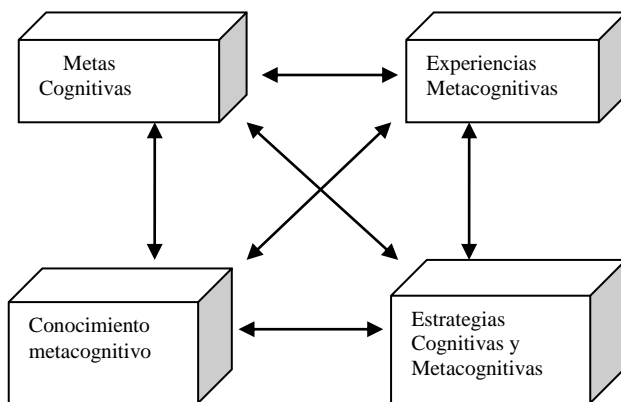 Metas
Cognitivas
Experiencias
Metacognitivas
Conocimiento
metacognitivo
Estrategias
Cognitivas y
Metacognitivas